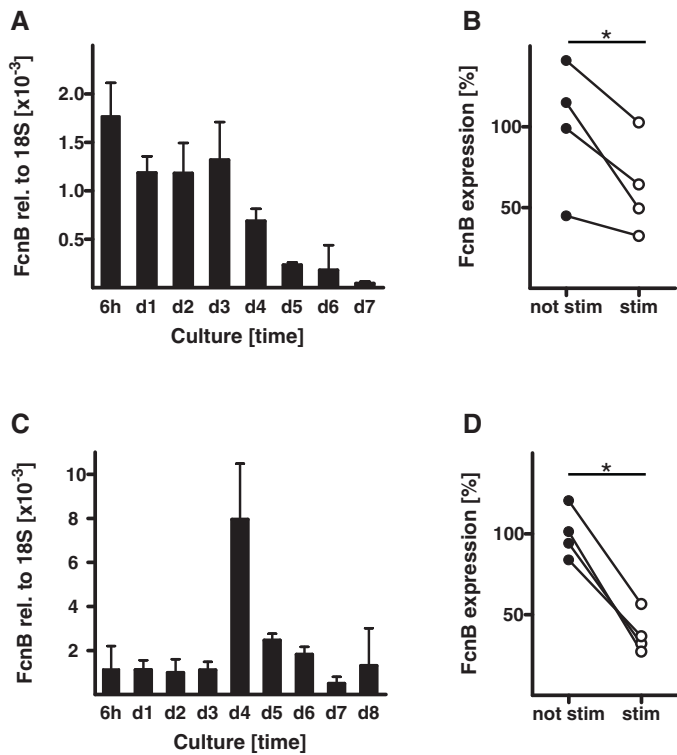 A
FcnB rel. to 18S [x10⁻³]
2.0
1.5
1.0
0.5
6h d1 d2 d3 d4 d5 d6 d7
Culture [time]
B
FcnB expression [%]
100
50
*
not stim stim
C
FcnB rel. to 18S [x10⁻³]
10
8
6
4
2
6h d1 d2 d3 d4 d5 d6 d7 d8
Culture [time]
D
FcnB expression [%]
100
50
*
not stim stim